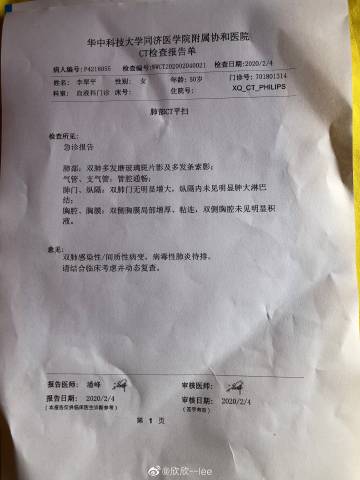 华中科技大学同济医学院附属协和医院
CT检查报告单
病人编号:P4216055 检查编号:WWCT202002040021 检查日期:2020/2/4
姓名: 李翠平 性别: 女 年龄: 50岁 门诊号: 701801314
科室: 血液科门诊 床号: 住院号: XQ_CT_PHILIPS
肺部CT平扫
检查所见:
急诊报告
肺部: 双肺多发磨玻璃斑片影及多发条索影;
气管、支气管: 管腔通畅;
肺门、纵隔: 双肺门无明显增大, 纵隔内未见明显肿大淋巴
结;
胸腔、胸膜: 双侧胸膜局部增厚、粘连, 双侧胸腔未见明显积
液。
意见:
双肺感染性/间质性病变, 病毒性肺炎待排,
请结合临床考虑并动态复查。
报告医师: 潘峰 审核医师:
报告日期: 2020/2/4 审核日期: 2020/2/4
(本报告仅供临床医生诊断参考) (签字有效)
第 1 页
@欣欣--lee